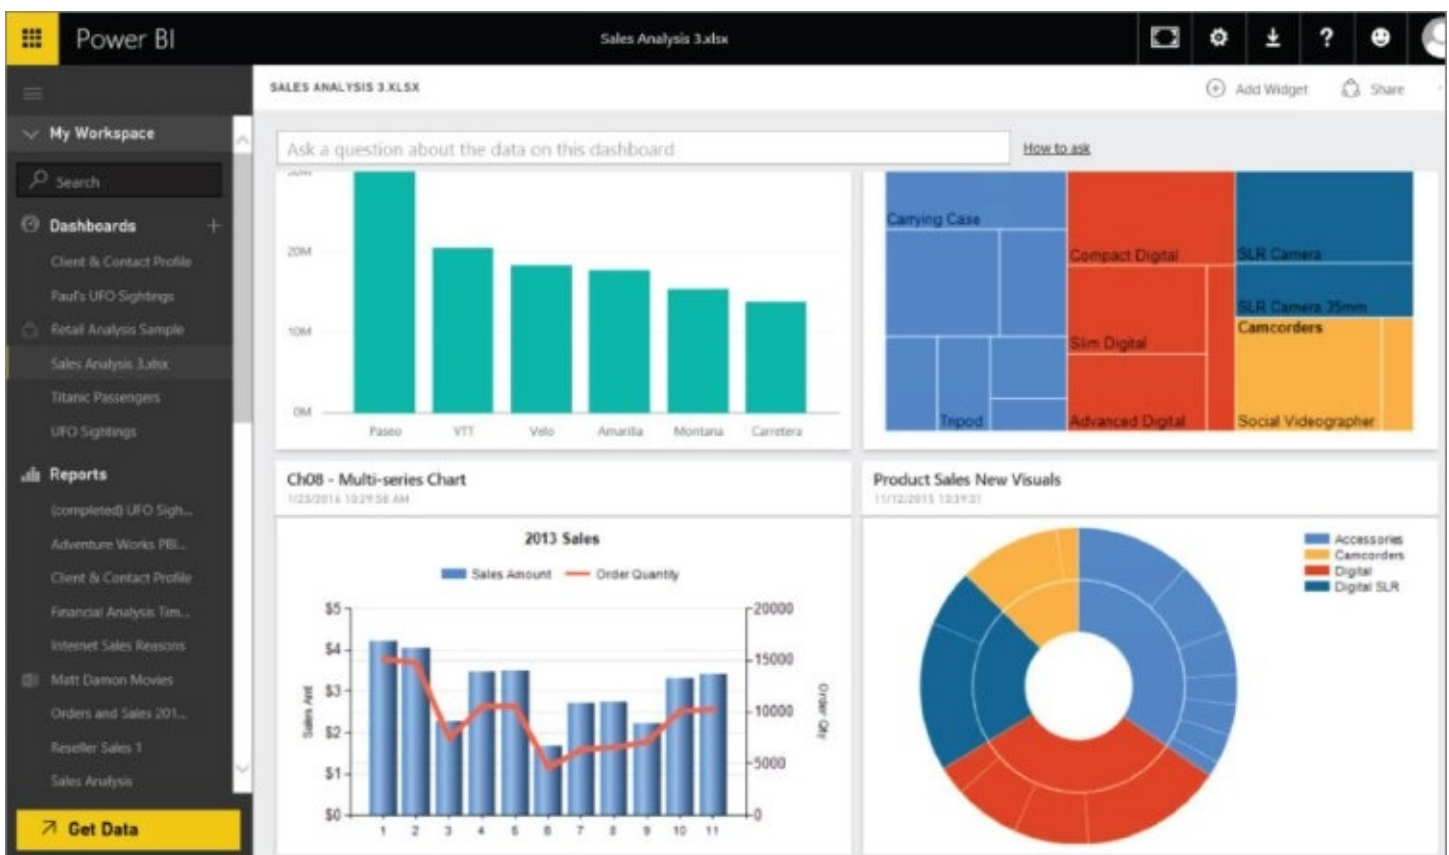 Power BI
Sales Analysis 3.xlsx
?
SALES ANALYSIS 3.XLSX
Add Widget
Share
My Workspace
Search
Dashboards
Client & Contact Profile
Paul's UFO Sightings
Retail Analysis Sample
Sales Analysis 3.xlsx
Titanic Passengers
UFO Sightings
Reports
(completed) UFO Sigh...
Adventure Works PBI...
Client & Contact Profile
Financial Analysis Tim...
Internet Sales Reasons
Matt Damon Movies
Orders and Sales 201...
Reseller Sales 1
Sales Analysis
Get Data
Ask a question about the data on this dashboard
How to ask
20M
10M
0M
Paseo VTT Velo Amarilla Montana Carretera
Carrying Case
Tripod
Compact Digital
Slim Digital
Advanced Digital
SLR Camera
SLR Camera 35mm
Camcorders
Social Videographer
Ch08 - Multi-series Chart
1/23/2016 10:29:58 AM
2013 Sales
Sales Amount Order Quantity
Sales Amt
$5
$4
$3
$2
$1
$0
1 2 3 4 5 6 7 8 9 10 11
20000
15000
10000
5000
0
Order Qty
Product Sales New Visuals
Accessories
Camcorders
Digital
Digital SLR